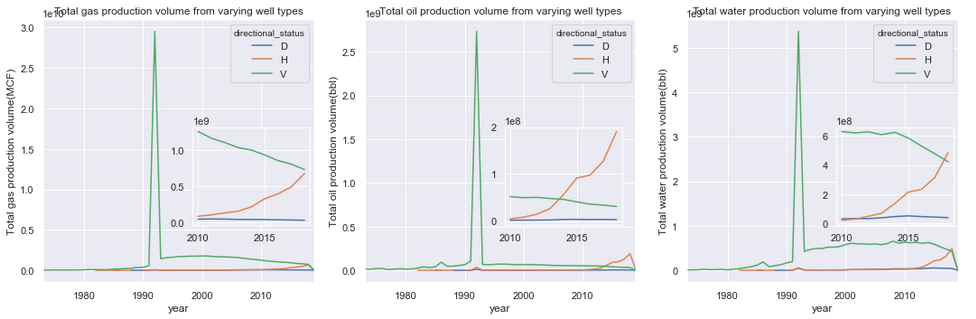 1e10
Total gas production volume from varying well types
directional_status
D
H
V
Total gas production volume(MCF)
3.0
2.5
2.0
1.5
1.0
0.5
0.0
1e9
1.0
0.5
0.0
2010 2015
1980 1990 2000 2010
year
1e9
Total oil production volume from varying well types
directional_status
D
H
V
Total oil production volume(bbl)
2.5
2.0
1.5
1.0
0.5
0.0
1e8
2
1
0
2010 2015
1980 1990 2000 2010
year
1e9
Total water production volume from varying well types
directional_status
D
H
V
Total water production volume(bbl)
5
4
3
2
1
0
1e8
6
4
2
0
2010 2015
1980 1990 2000 2010
year